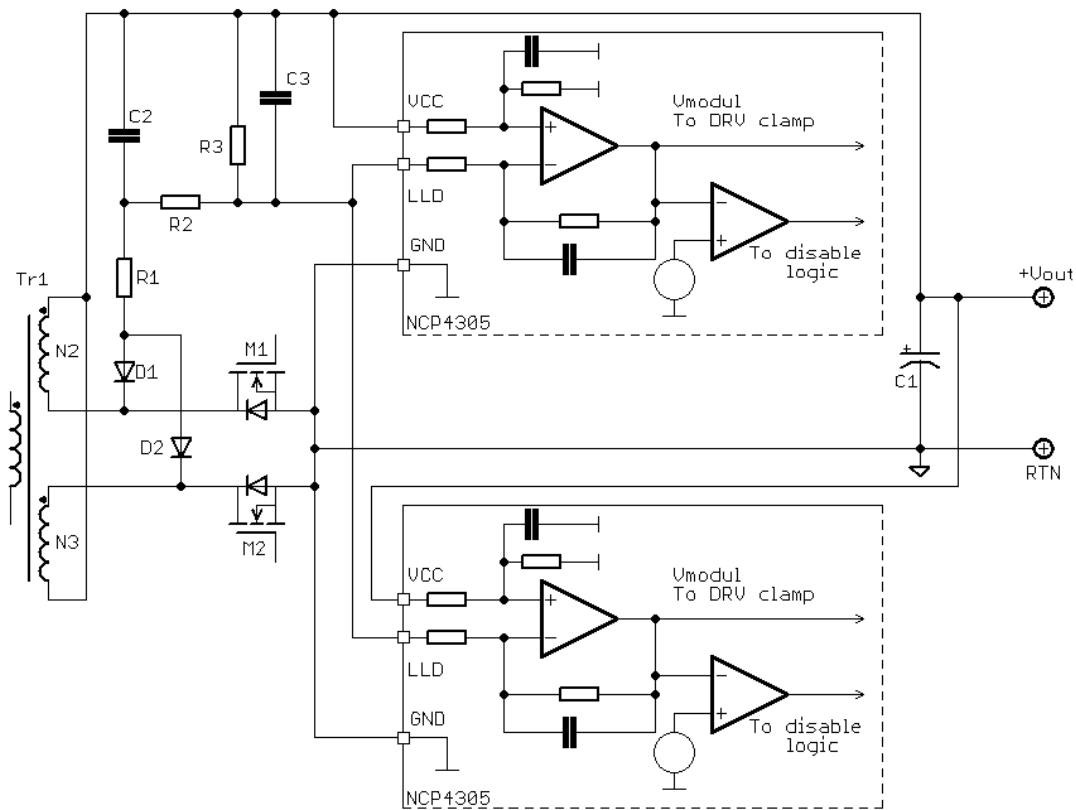 C2
C3
R3
R2
R1
Tr1
N2
D1
M1
D2
N3
M2
VCC
LLD
GND
+
−
Vmodul
To DRV clamp
−
+
To disable
logic
NCP4305
+Vout
+
C1
RTN
VCC
LLD
GND
+
−
Vmodul
To DRV clamp
−
+
To disable
logic
NCP4305